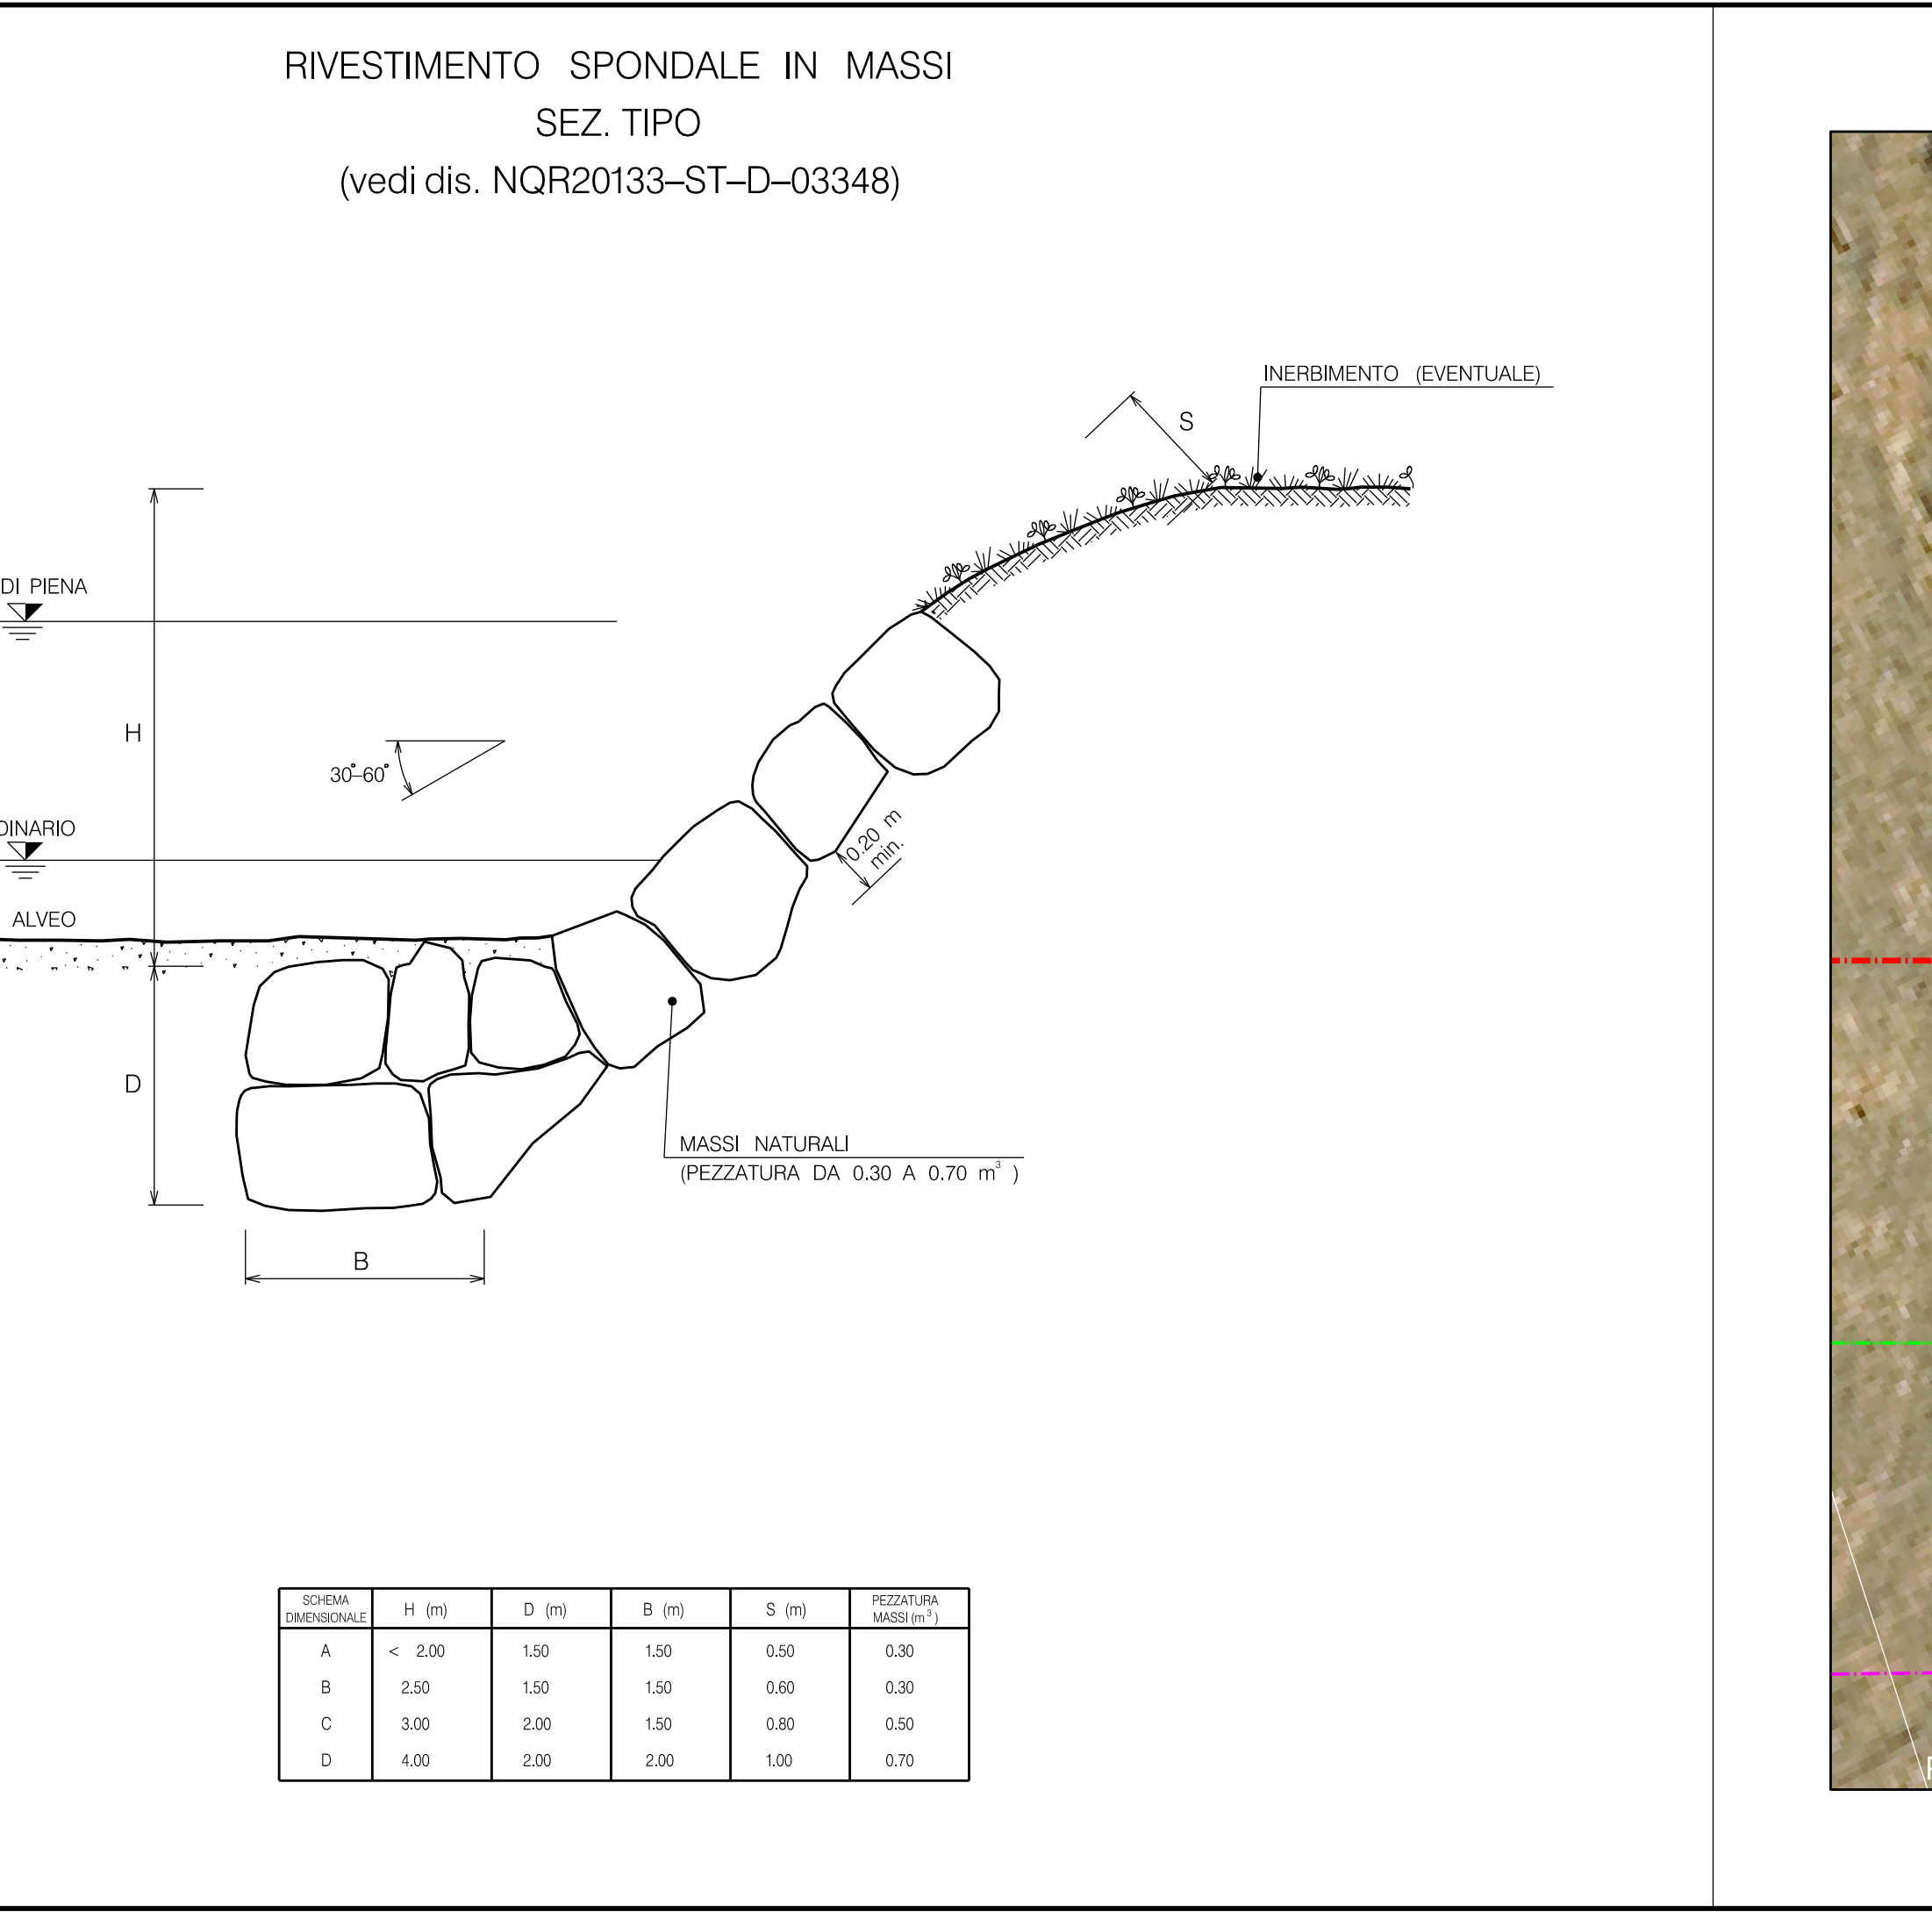 RIVESTIMENTO SPONDALE IN MASSI
SEZ. TIPO
(vedi dis. NQR20133–ST–D–03348)
INERBIMENTO (EVENTUALE)
S
DI PIENA
H
30°–60°
0.20 m
min.
DINARIO
ALVEO
D
MASSI NATURALI
(PEZZATURA DA 0.30 A 0.70 m³ )
B
SCHEMA DIMENSIONALE H (m) D (m) B (m) S (m) PEZZATURA MASSI (m³)
A < 2.00 1.50 1.50 0.50 0.30
B 2.50 1.50 1.50 0.60 0.30
C 3.00 2.00 1.50 0.80 0.50
D 4.00 2.00 2.00 1.00 0.70